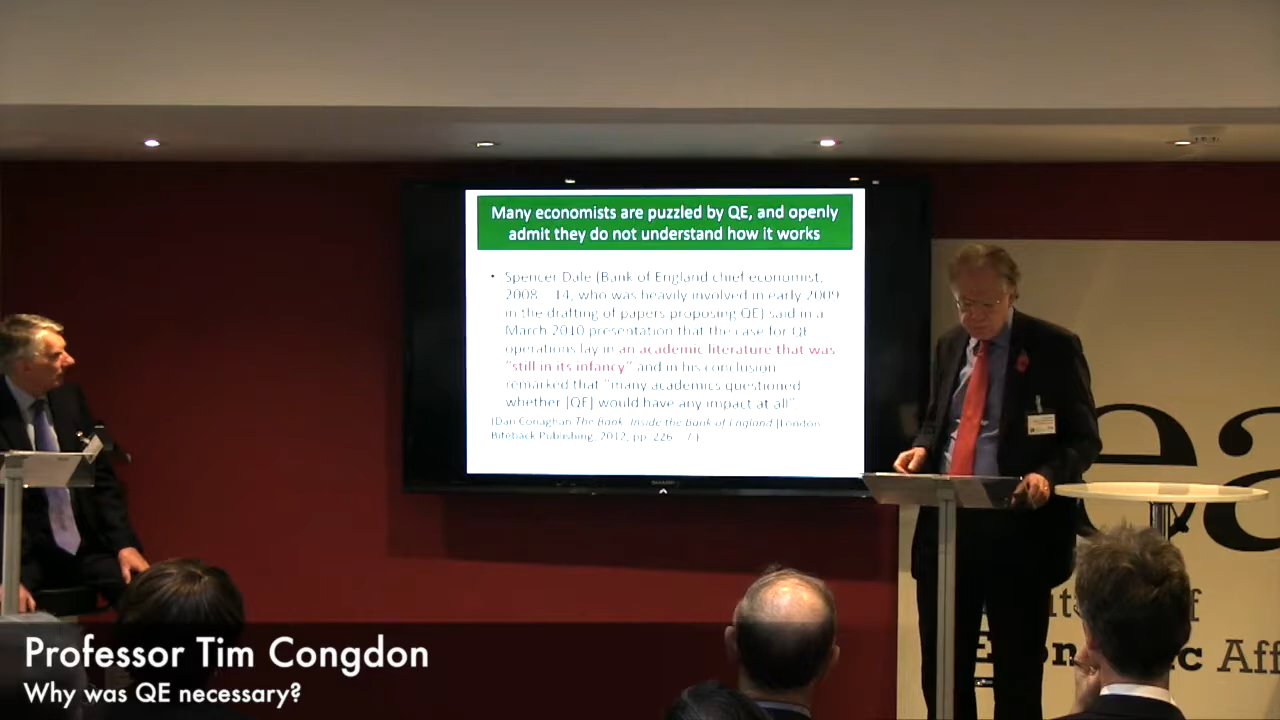 Many economists are puzzled by QE, and openly
admit they do not understand how it works
• Spencer Dale (Bank of England chief economist,
2008 – 14, who was heavily involved in early 2009
in the drafting of papers proposing QE) said in a
March 2010 presentation that the case for QE
operations lay in an academic literature that was
"still in its infancy" and in his conclusion
remarked that "many academics questioned
whether [QE] would have any impact at all"
(Dan Conaghan The Bank: Inside the Bank of England [London:
Biteback Publishing, 2012, pp. 226 – 7.)
SHARP
ea
Economic Aff
Professor Tim Congdon
Why was QE necessary?